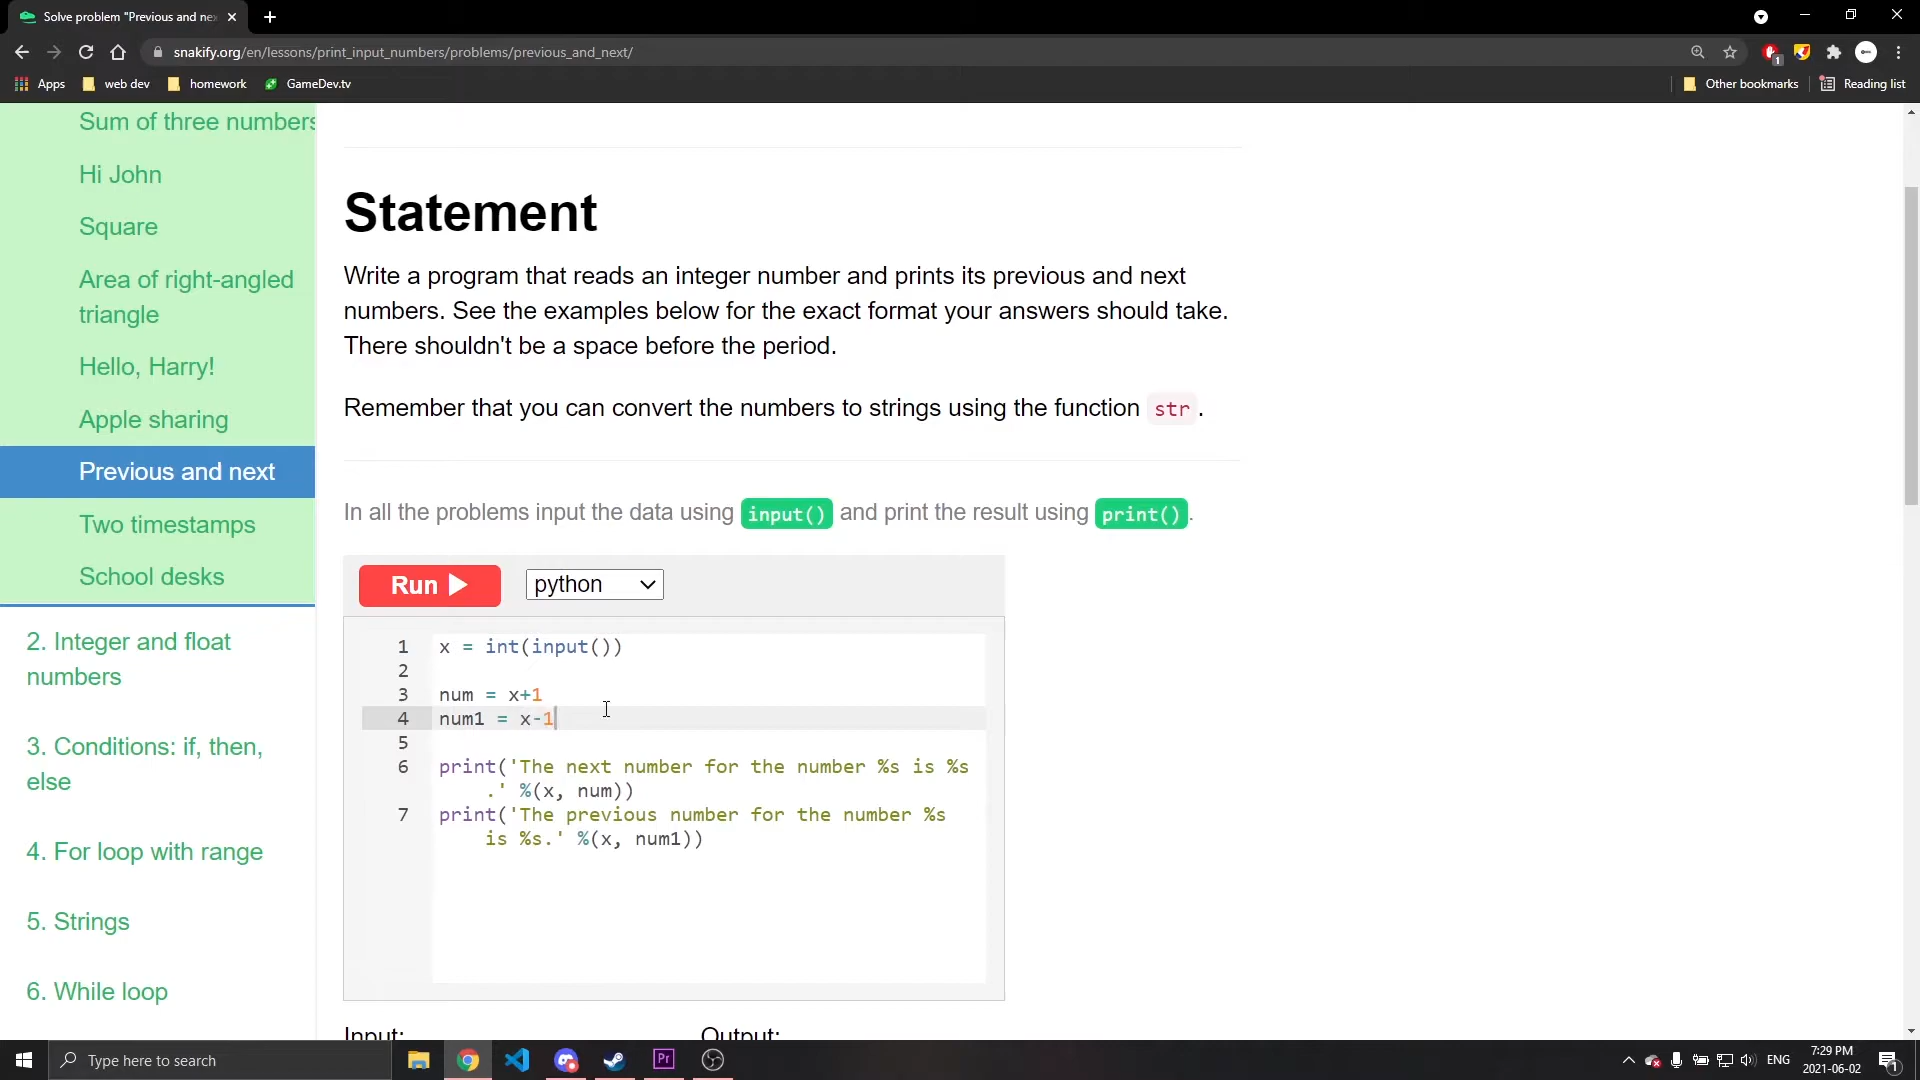 Solve problem "Previous and nex
snakify.org/en/lessons/print_input_numbers/problems/previous_and_next/
1
Apps
web dev
homework
GameDev.tv
Other bookmarks
Reading list
Sum of three numbers
Hi John
Square
Area of right-angled
triangle
Hello, Harry!
Apple sharing
Previous and next
Two timestamps
School desks
2. Integer and float
numbers
3. Conditions: if, then,
else
4. For loop with range
5. Strings
6. While loop
Statement
Write a program that reads an integer number and prints its previous and next
numbers. See the examples below for the exact format your answers should take.
There shouldn't be a space before the period.
Remember that you can convert the numbers to strings using the function str.
In all the problems input the data using input() and print the result using print().
Run
python
1 x = int(input())
2
3 num = x+1
4 num1 = x-1
5
6 print('The next number for the number %s is %s
.' %(x, num))
7 print('The previous number for the number %s
is %s.' %(x, num1))
Input:
Output:
Type here to search
Pr
ENG
7:29 PM
2021-06-02
1